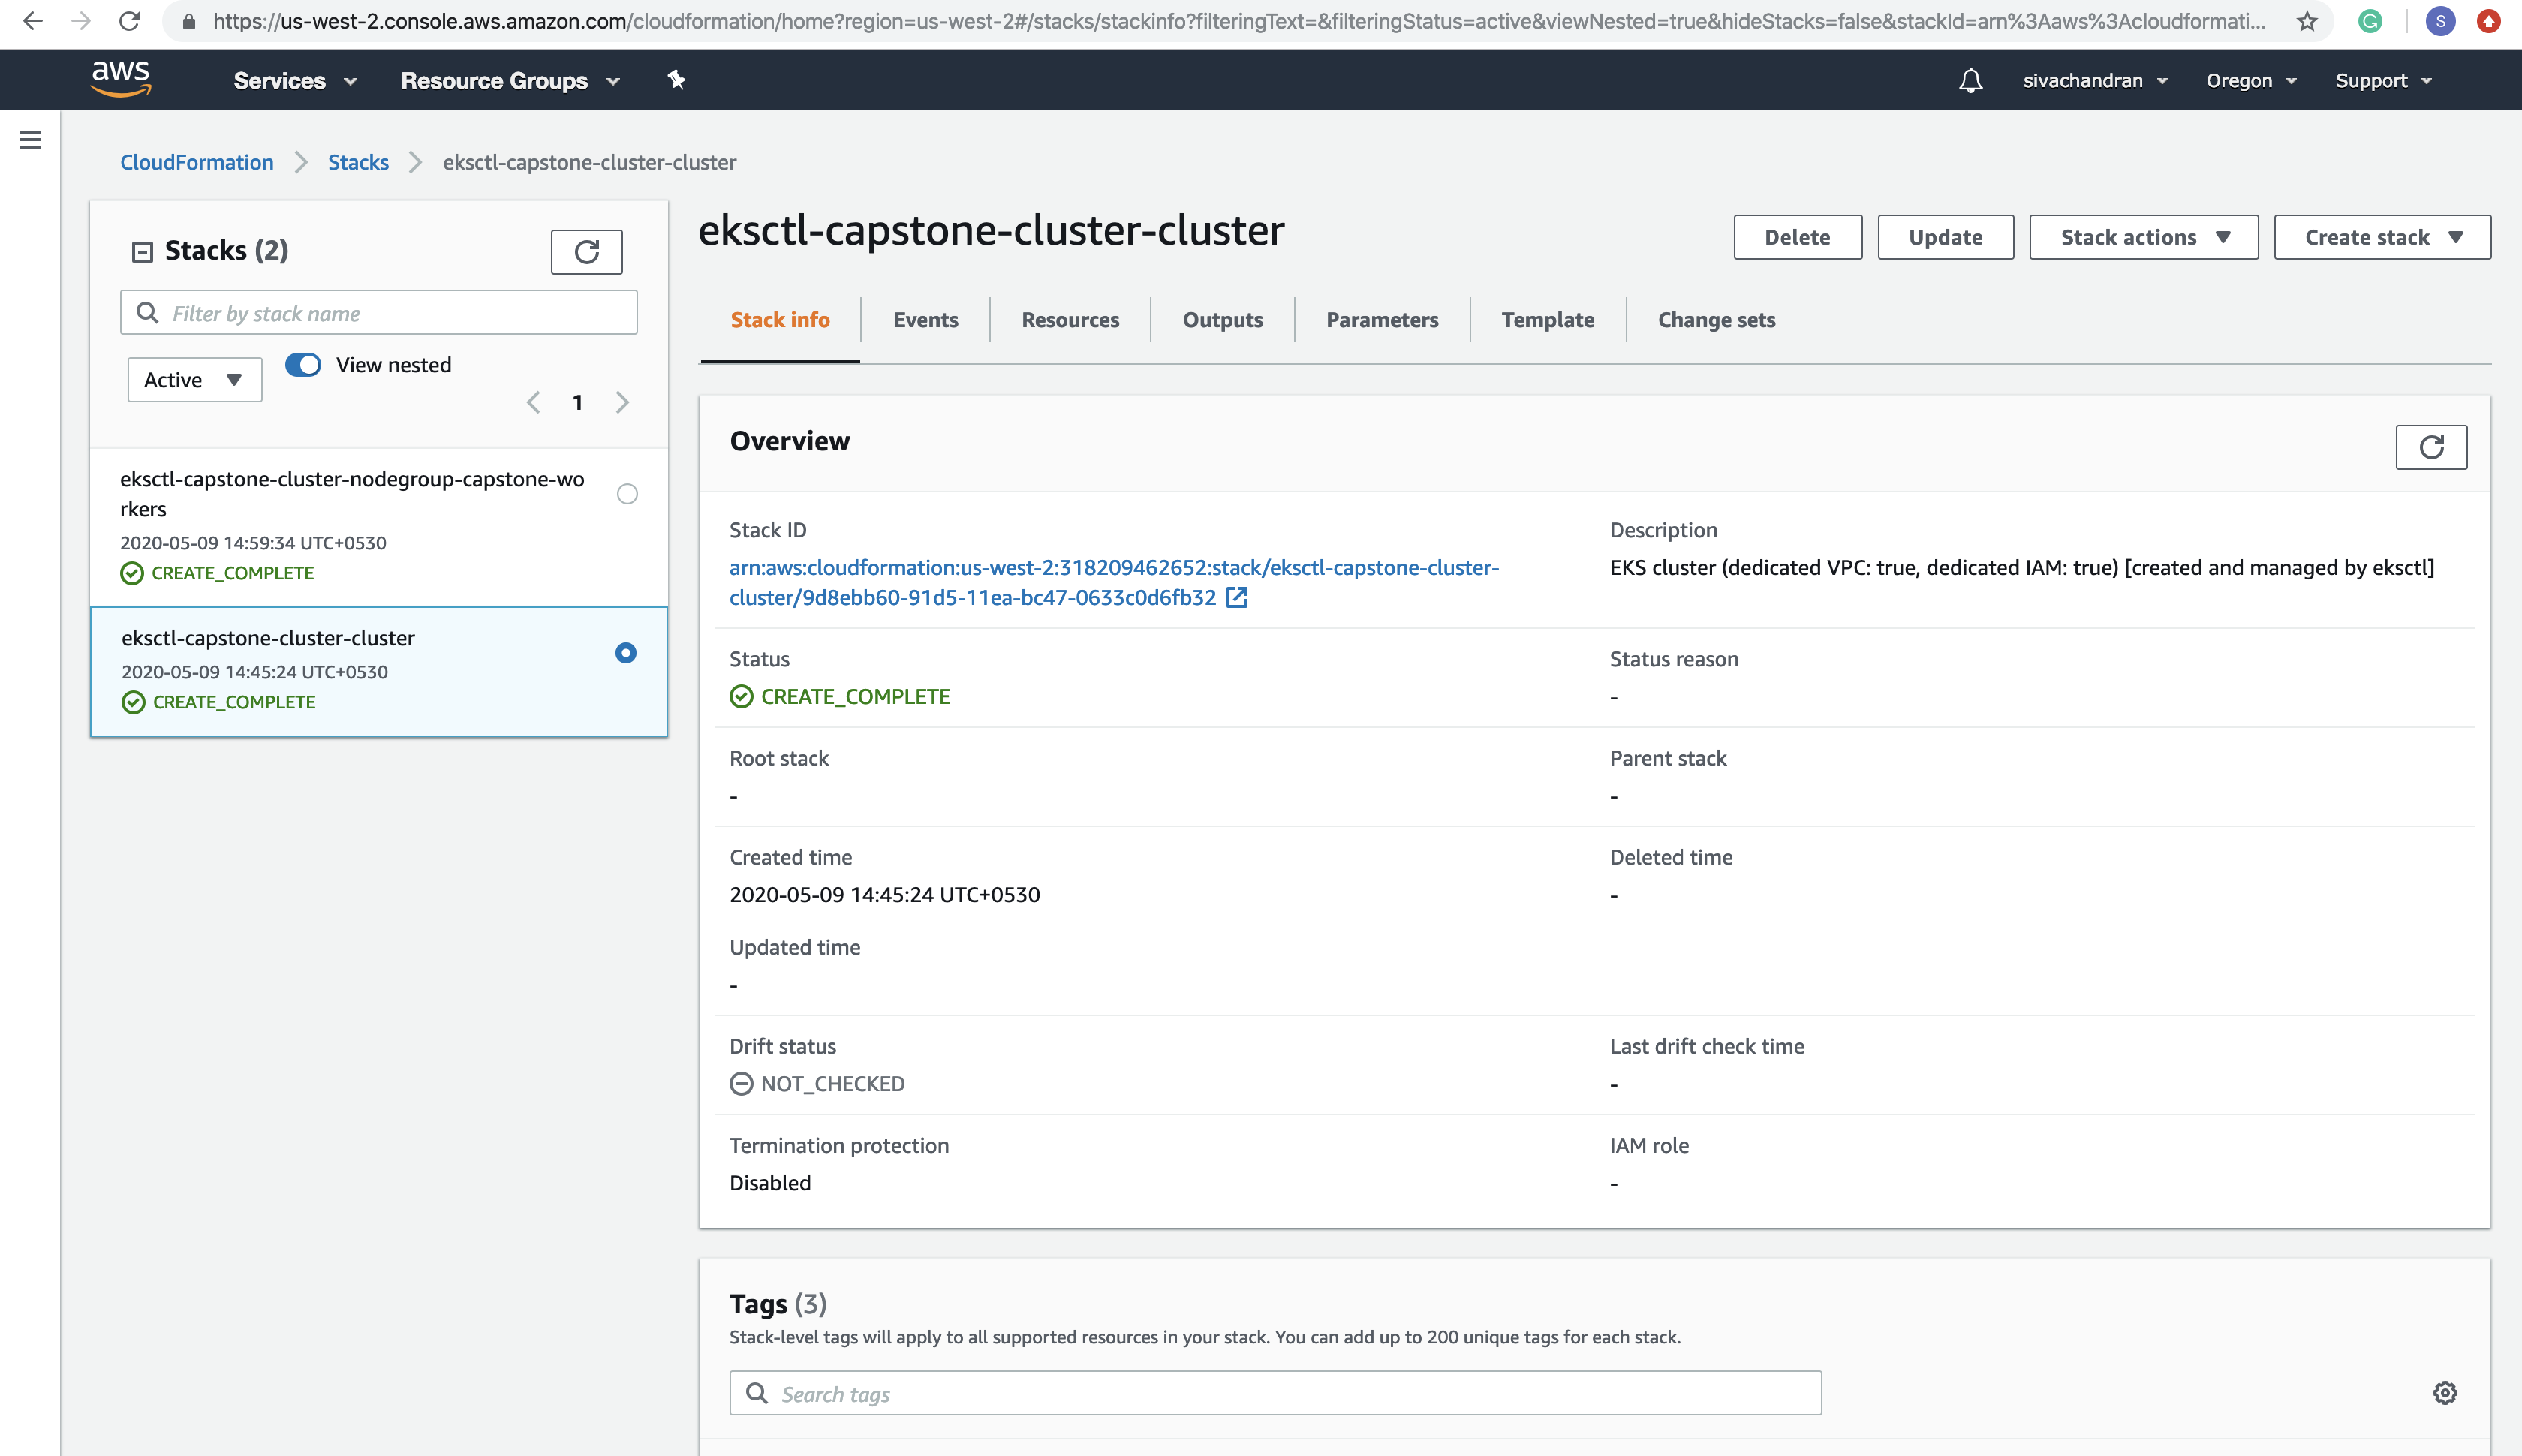 https://us-west-2.console.aws.amazon.com/cloudformation/home?region=us-west-2#/stacks/stackinfo?filteringText=&filteringStatus=active&viewNested=true&hideStacks=false&stackId=arn%3Aaws%3Acloudformati...
S
aws
Services
Resource Groups
sivachandran
Oregon
Support
CloudFormation
Stacks
eksctl-capstone-cluster-cluster
Stacks (2)
Filter by stack name
Active
View nested
1
eksctl-capstone-cluster-nodegroup-capstone-wo
rkers
2020-05-09 14:59:34 UTC+0530
CREATE_COMPLETE
eksctl-capstone-cluster-cluster
2020-05-09 14:45:24 UTC+0530
CREATE_COMPLETE
eksctl-capstone-cluster-cluster
Delete
Update
Stack actions
Create stack
Stack info
Events
Resources
Outputs
Parameters
Template
Change sets
Overview
Stack ID
arn:aws:cloudformation:us-west-2:318209462652:stack/eksctl-capstone-cluster-
cluster/9d8ebb60-91d5-11ea-bc47-0633c0d6fb32
Description
EKS cluster (dedicated VPC: true, dedicated IAM: true) [created and managed by eksctl]
Status
CREATE_COMPLETE
Status reason
-
Root stack
-
Parent stack
-
Created time
2020-05-09 14:45:24 UTC+0530
Deleted time
-
Updated time
-
Drift status
NOT_CHECKED
Last drift check time
-
Termination protection
Disabled
IAM role
-
Tags (3)
Stack-level tags will apply to all supported resources in your stack. You can add up to 200 unique tags for each stack.
Search tags